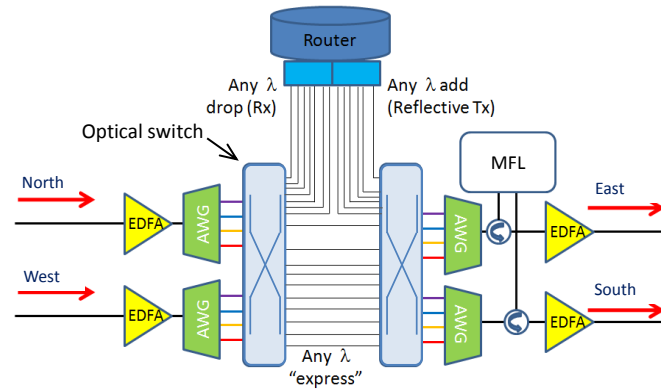 Router
Any λ
drop (Rx)
Any λ add
(Reflective Tx)
Optical switch
MFL
North
East
EDFA
AWG
AWG
EDFA
West
South
EDFA
AWG
AWG
EDFA
Any λ
“express”